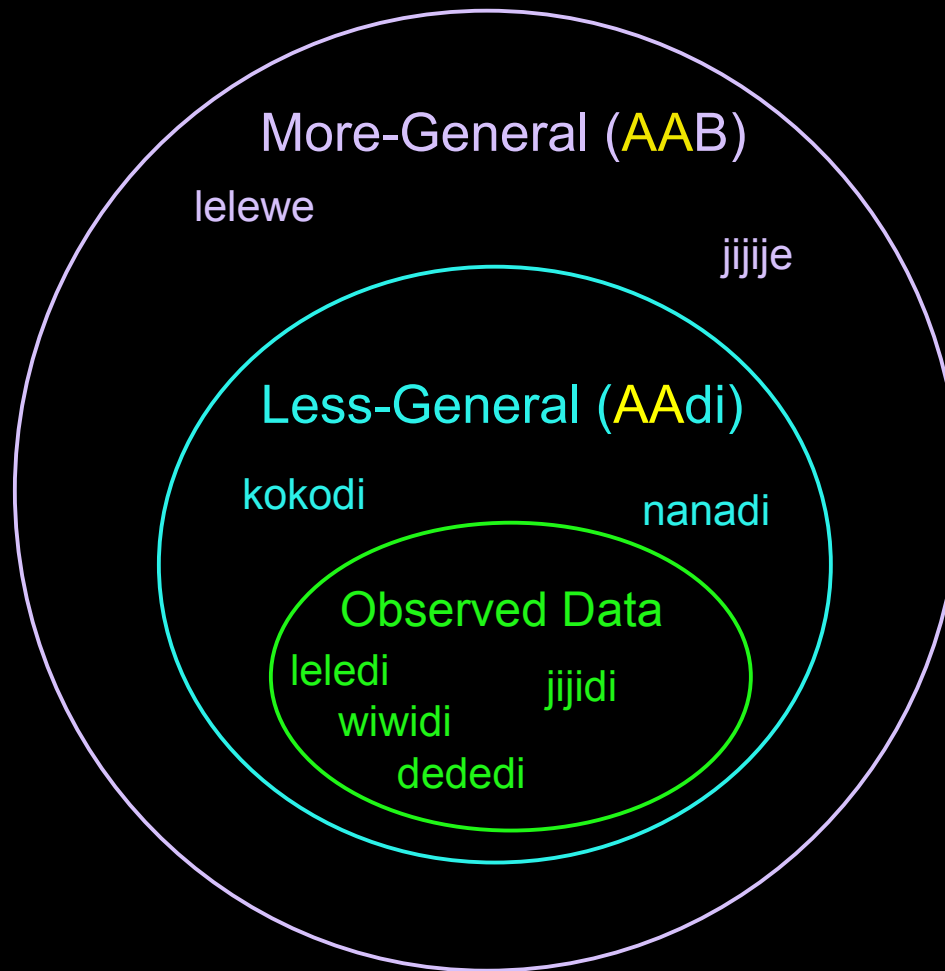 More-General (AAB)
lelewe
jijije
Less-General (AAdi)
kokodi
nanadi
Observed Data
leledi
jijidi
wiwidi
dededi